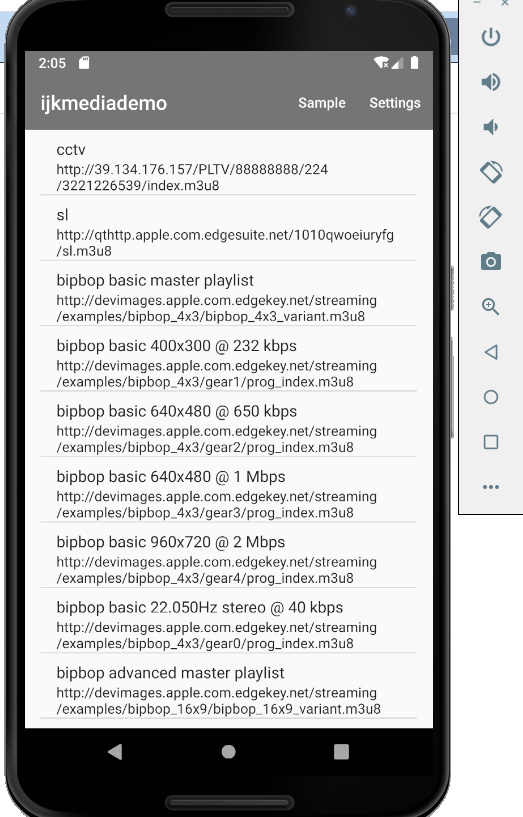 2:05
ijkmediademo Sample Settings
cctv
http://39.134.176.157/PLTV/88888888/224
/3221226539/index.m3u8
sl
http://qthttp.apple.com.edgesuite.net/1010qwoeiuryfg
/sl.m3u8
bipbop basic master playlist
http://devimages.apple.com.edgekey.net/streaming
/examples/bipbop_4x3/bipbop_4x3_variant.m3u8
bipbop basic 400x300 @ 232 kbps
http://devimages.apple.com.edgekey.net/streaming
/examples/bipbop_4x3/gear1/prog_index.m3u8
bipbop basic 640x480 @ 650 kbps
http://devimages.apple.com.edgekey.net/streaming
/examples/bipbop_4x3/gear2/prog_index.m3u8
bipbop basic 640x480 @ 1 Mbps
http://devimages.apple.com.edgekey.net/streaming
/examples/bipbop_4x3/gear3/prog_index.m3u8
bipbop basic 960x720 @ 2 Mbps
http://devimages.apple.com.edgekey.net/streaming
/examples/bipbop_4x3/gear4/prog_index.m3u8
bipbop basic 22.050Hz stereo @ 40 kbps
http://devimages.apple.com.edgekey.net/streaming
/examples/bipbop_4x3/gear0/prog_index.m3u8
bipbop advanced master playlist
http://devimages.apple.com.edgekey.net/streaming
/examples/bipbop_16x9/bipbop_16x9_variant.m3u8